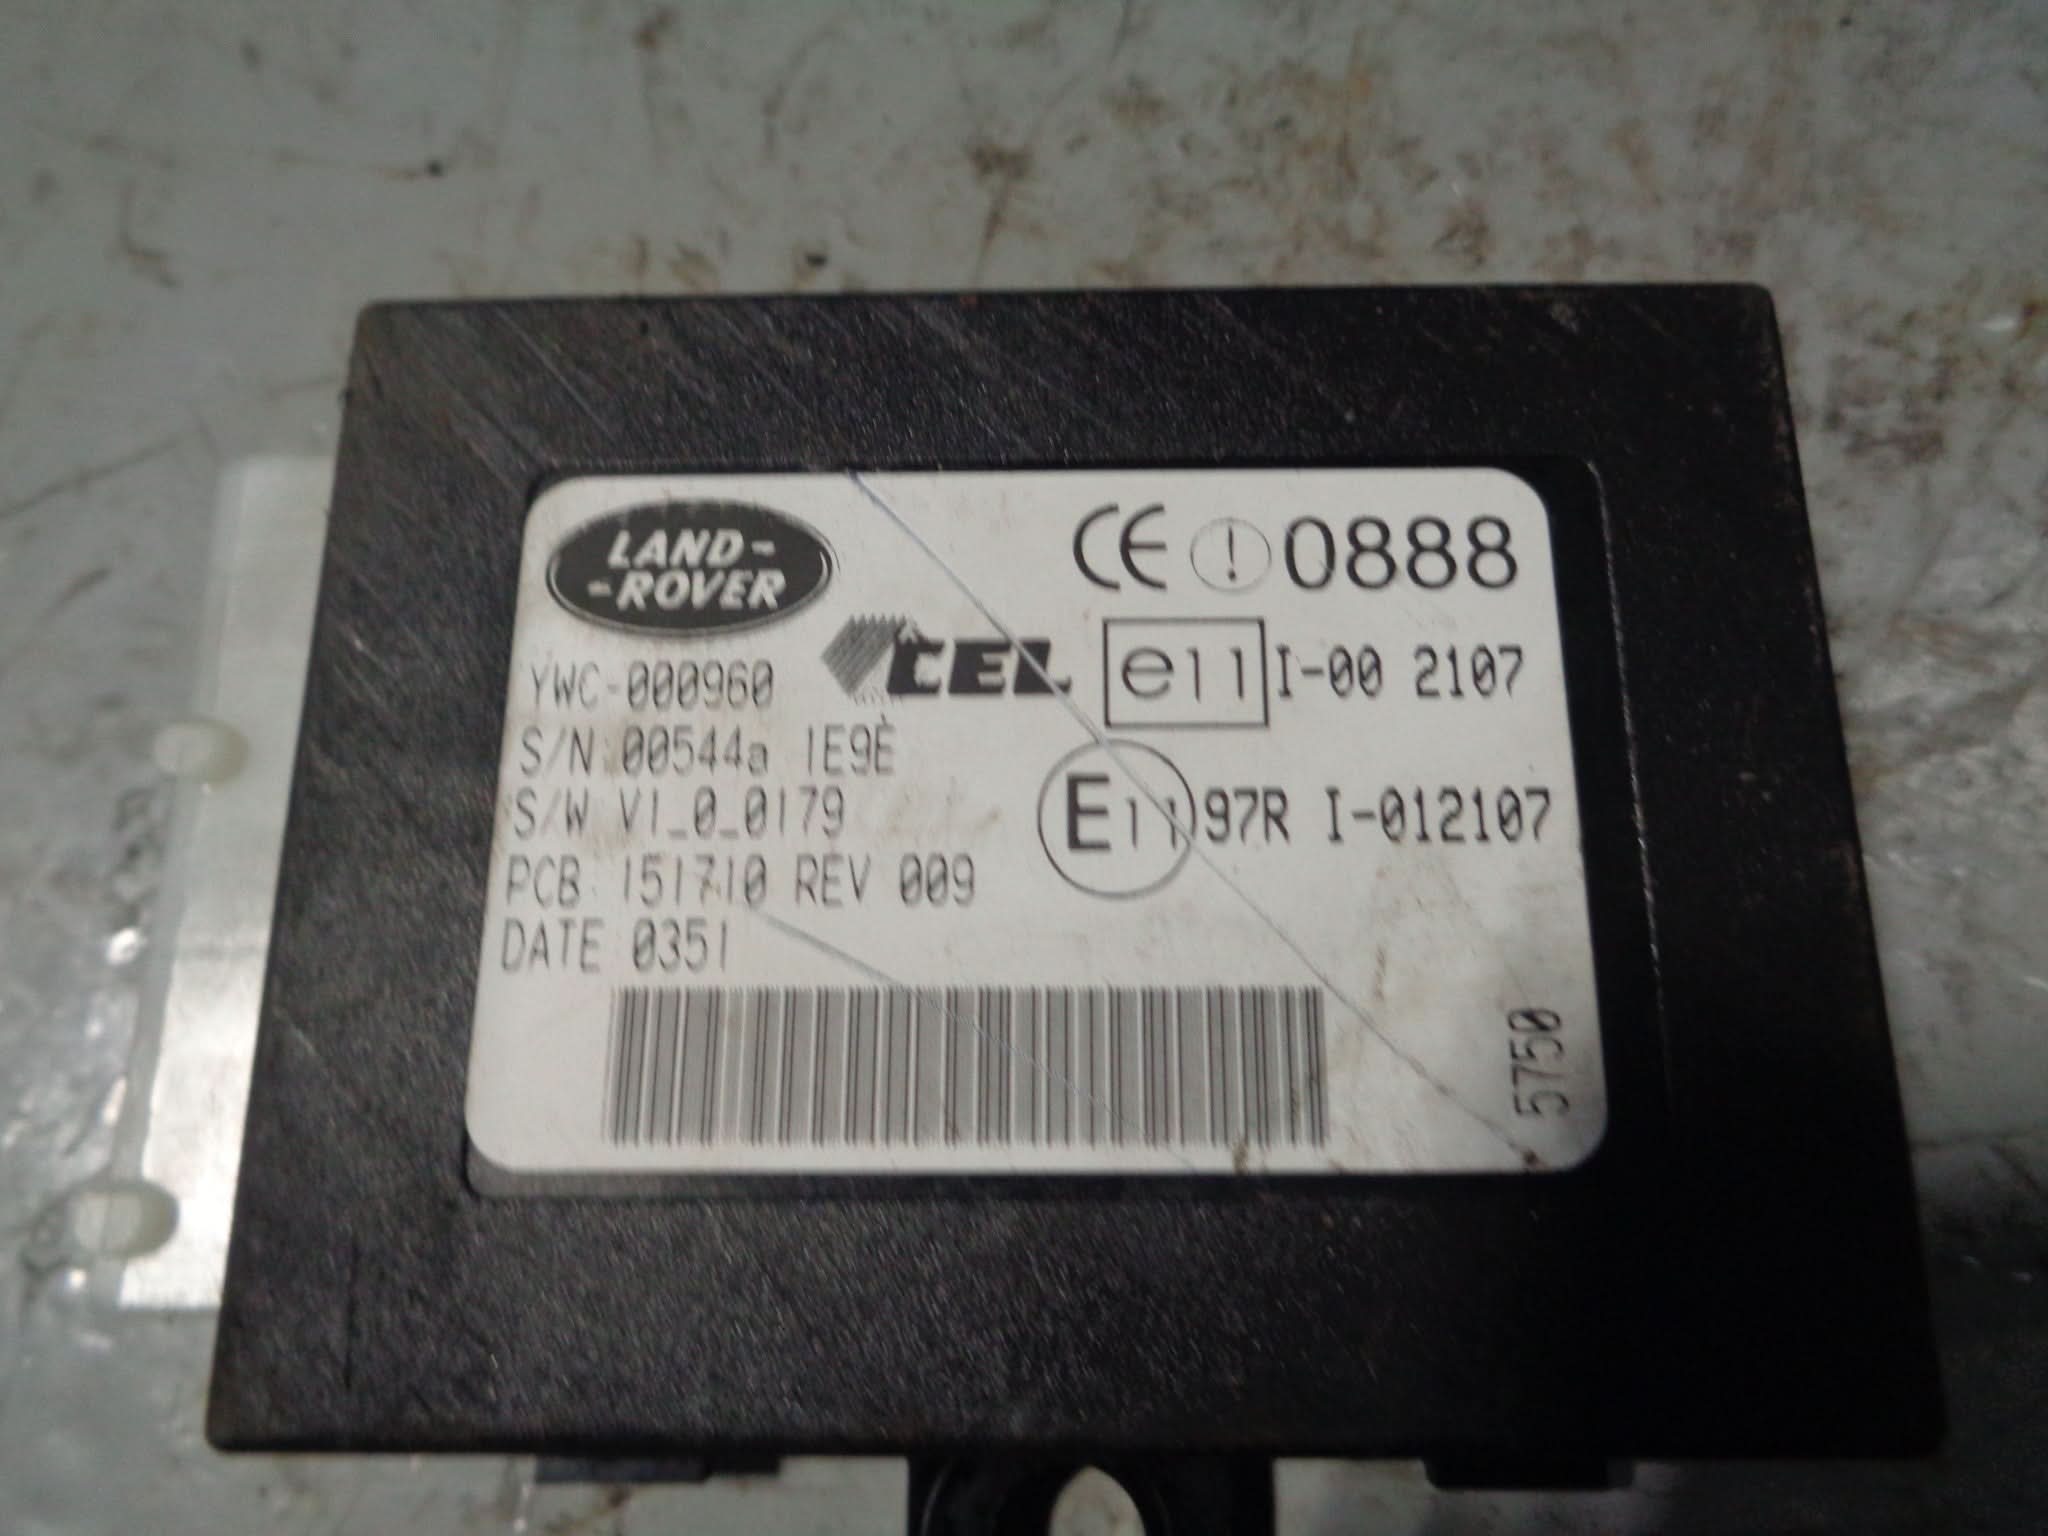 LAND-
-ROVER
CE 0888
CEL
e11 I-00 2107
YWC-000960
S/N 00544a 1E9E
E11 97R I-012107
S/W V1_0_0179
PCB 151710 REV 009
DATE 0351
5750